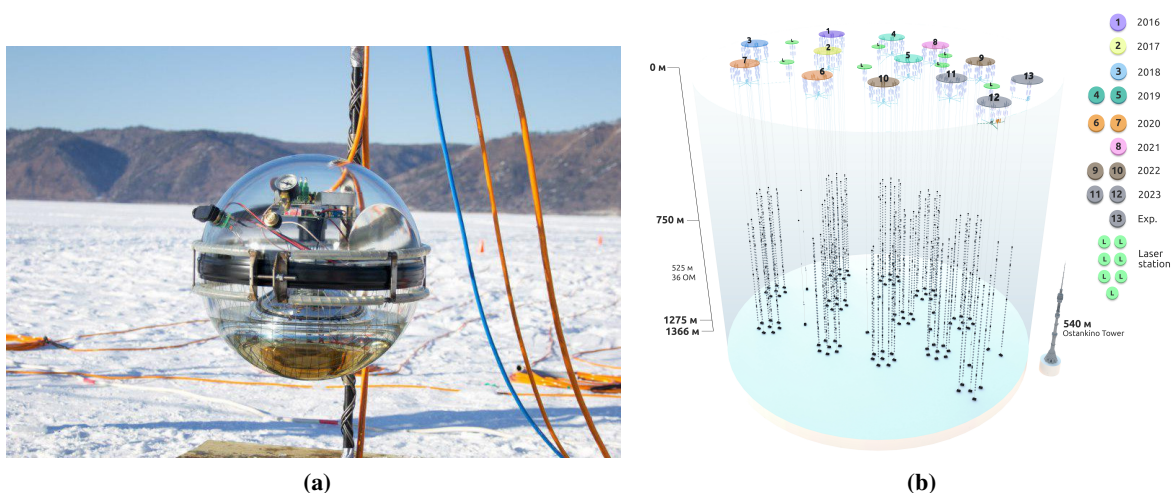 1 2016
2 2017
3 2018
4 5 2019
6 7 2020
8 2021
9 10 2022
11 12 2023
13 Exp.
L L
L L
L L
L
Laser
station
3
L
1
4
L
8
L
2
7
L
6
L
5
L
9
10
11
L
13
12
0 м
750 м
525 м
36 ОМ
1275 м
1366 м
540 м
Ostankino Tower
(a)
(b)